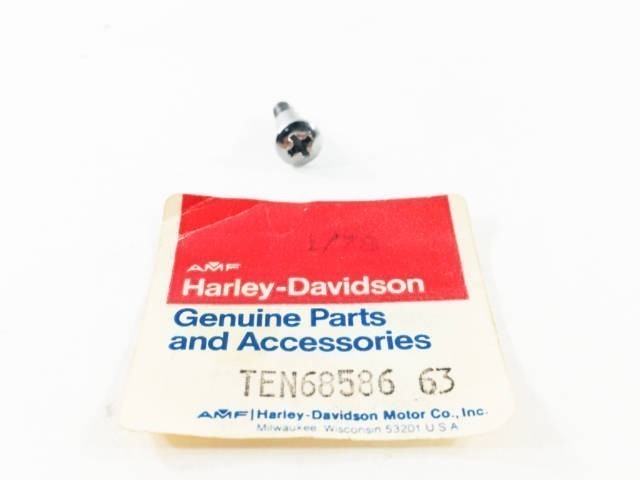 AMF
Harley-Davidson
Genuine Parts
and Accessories
TEN68586 63
AMF | Harley-Davidson Motor Co., Inc.
Milwaukee, Wisconsin 53201 U S A